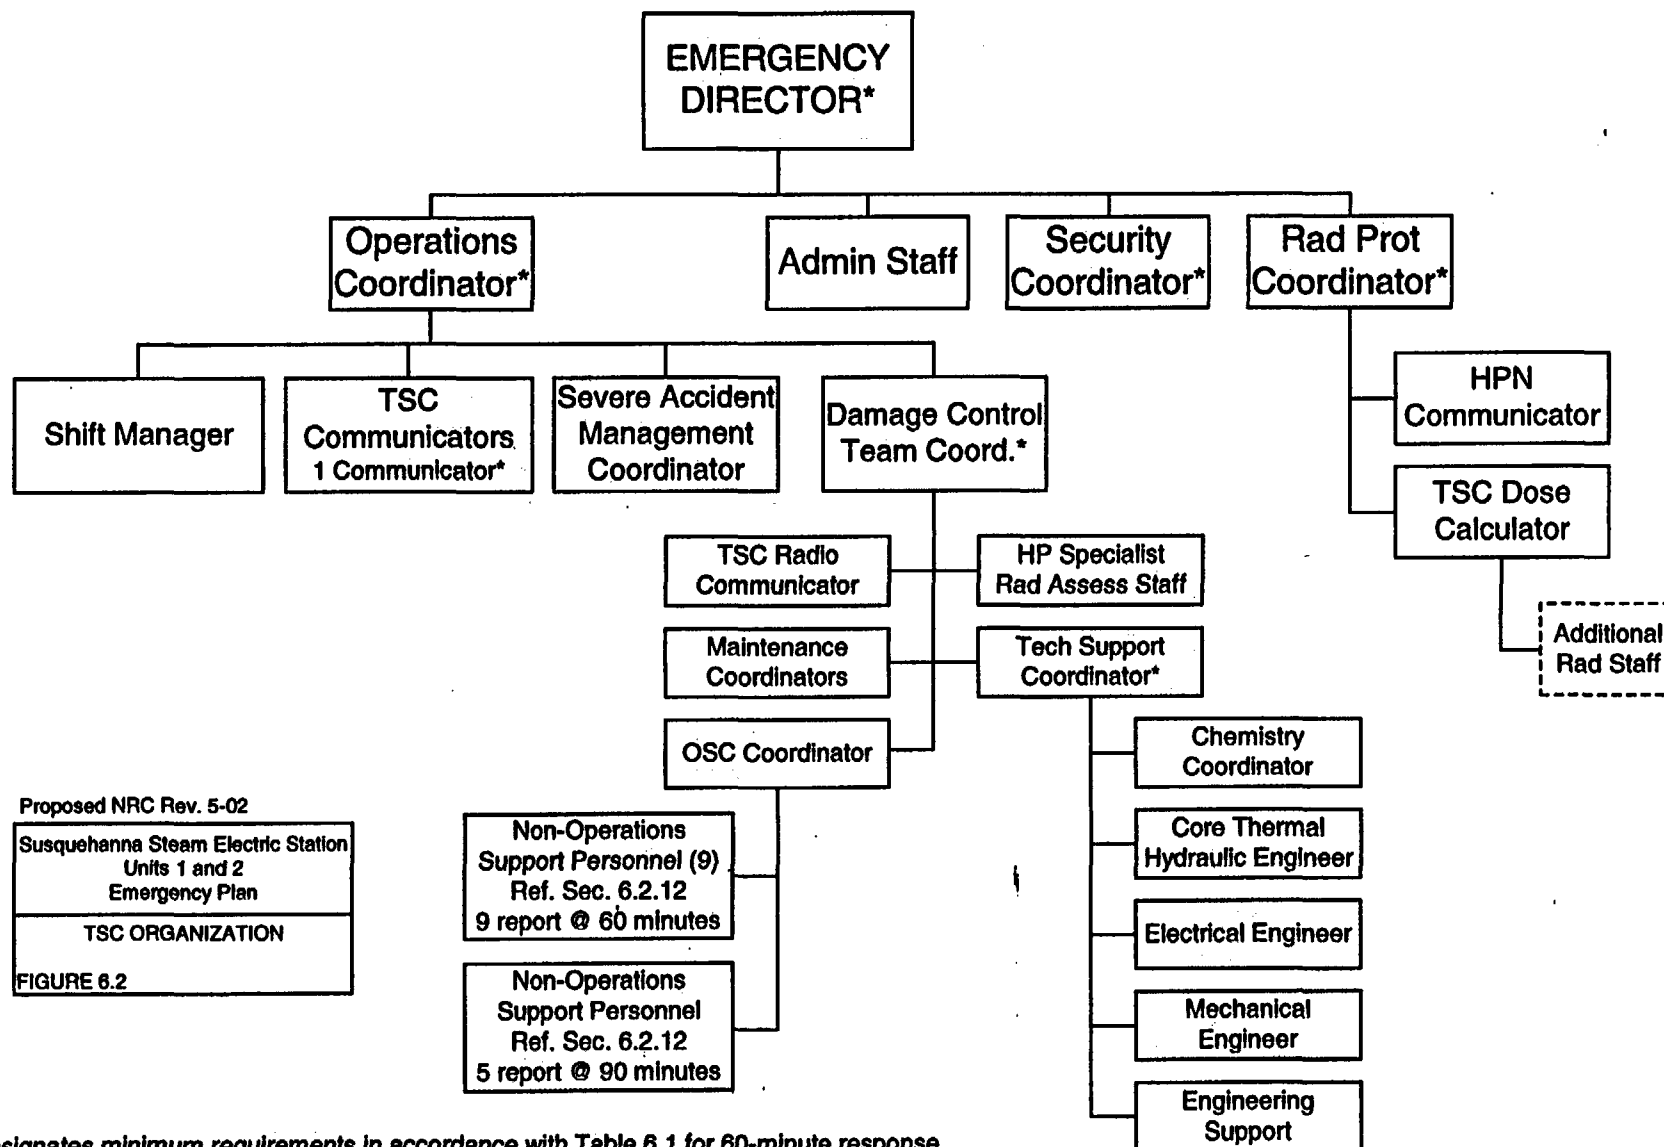 EMERGENCY
DIRECTOR*
Operations
Coordinator*
Admin Staff
Security
Coordinator*
Rad Prot
Coordinator*
Shift Manager
TSC
Communicators
1 Communicator*
Severe Accident
Management
Coordinator
Damage Control
Team Coord.*
HPN
Communicator
TSC Dose
Calculator
Additional
Rad Staff
TSC Radio
Communicator
HP Specialist
Rad Assess Staff
Maintenance
Coordinators
Tech Support
Coordinator*
OSC Coordinator
Chemistry
Coordinator
Core Thermal
Hydraulic Engineer
Electrical Engineer
Mechanical
Engineer
Engineering
Support
Non-Operations
Support Personnel (9)
Ref. Sec. 6.2.12
9 report @ 60 minutes
Non-Operations
Support Personnel
Ref. Sec. 6.2.12
5 report @ 90 minutes
Proposed NRC Rev. 5-02
Susquehanna Steam Electric Station
Units 1 and 2
Emergency Plan
TSC ORGANIZATION
FIGURE 6.2
minimum requirements in accordance with Table 6.1 for 60-minute response